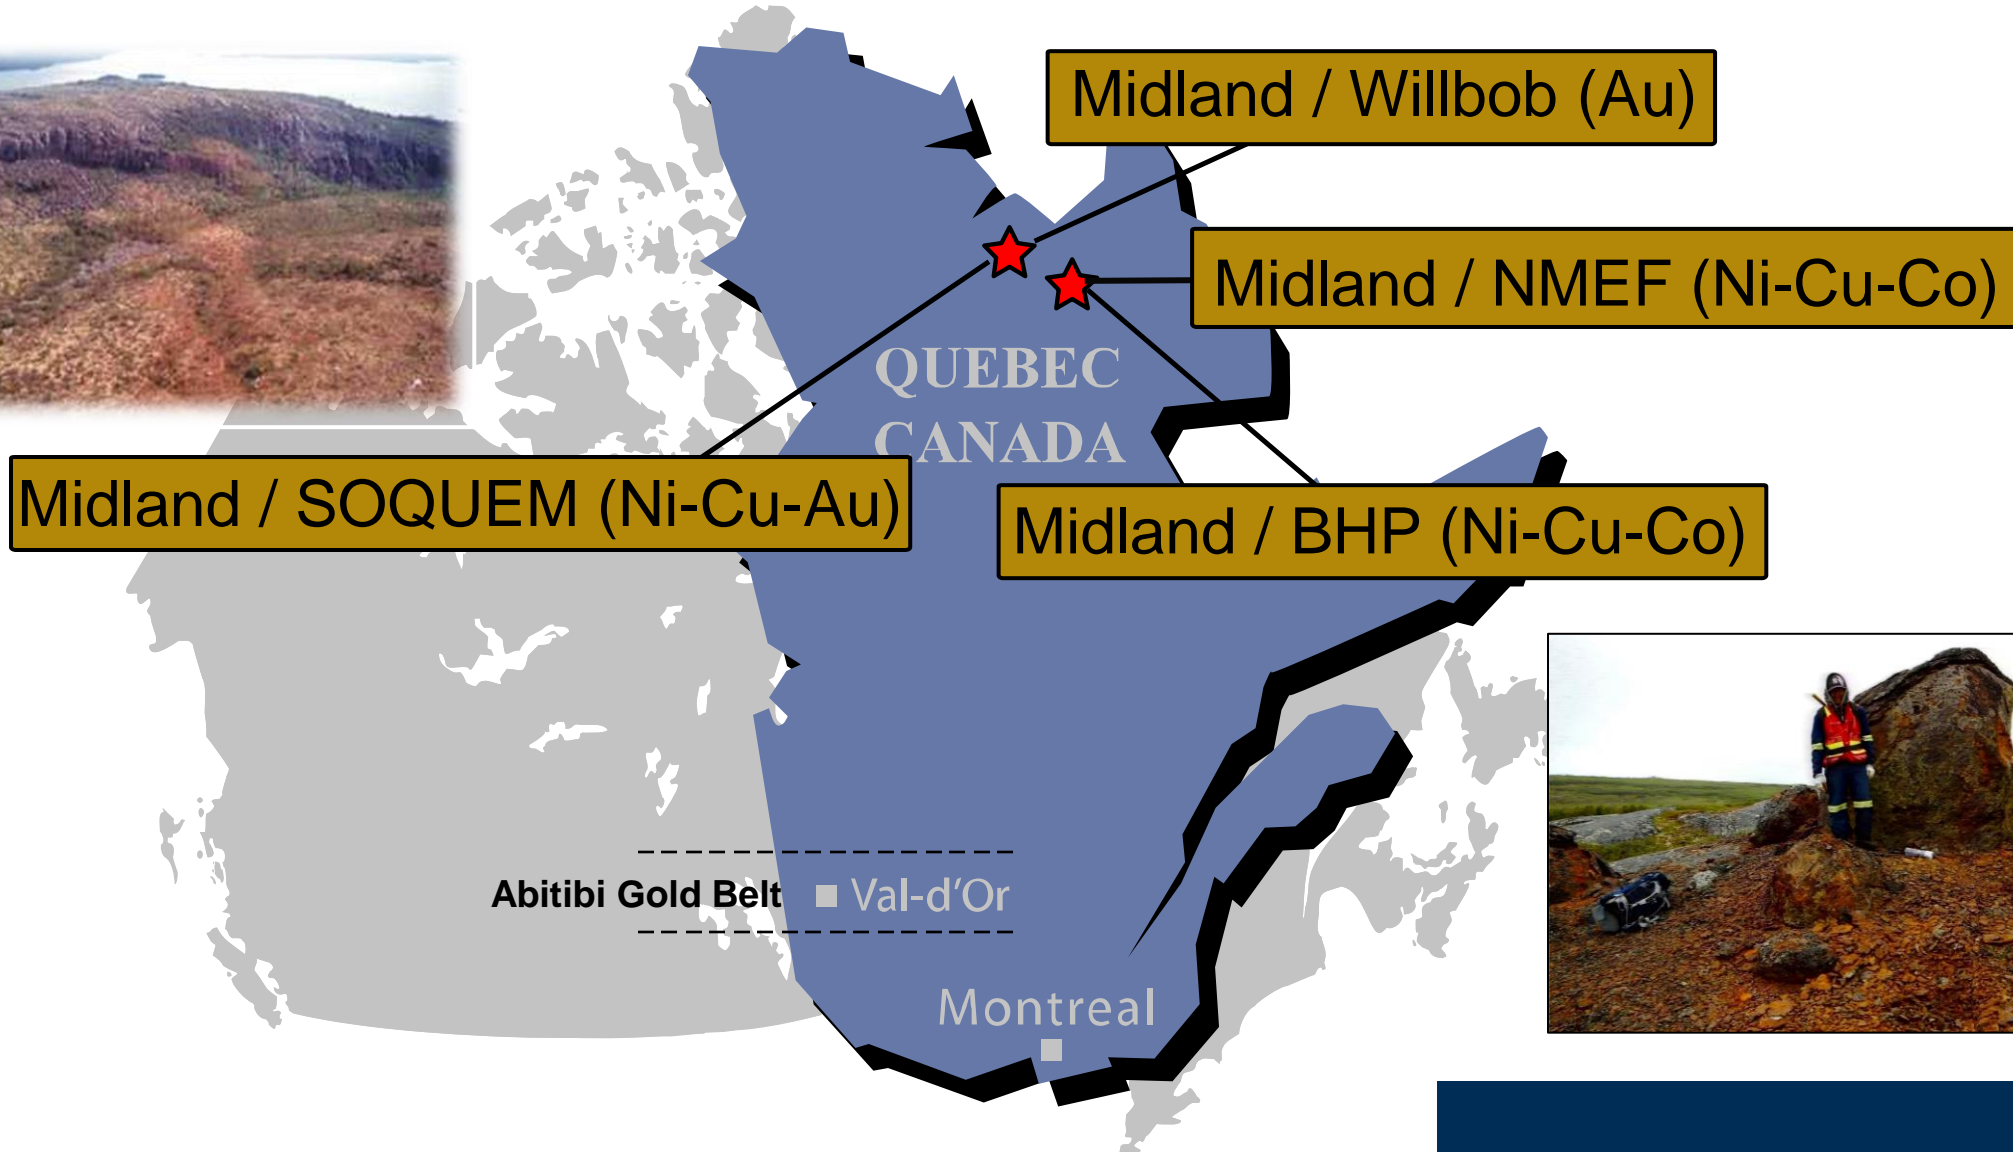 Midland / Willbob (Au)
Midland / NMEF (Ni-Cu-Co)
QUEBEC
CANADA
Midland / SOQUEM (Ni-Cu-Au)
Midland / BHP (Ni-Cu-Co)
Abitibi Gold Belt
Val-d’Or
Montreal